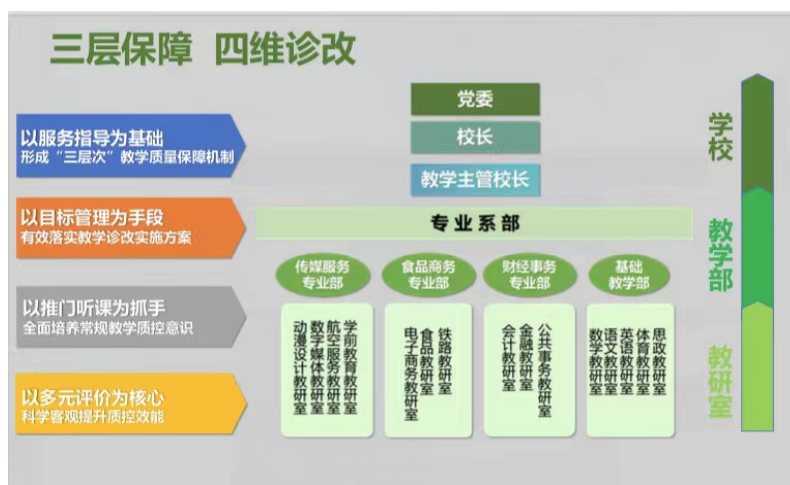 三层保障 四维诊改
以服务指导为基础
形成“三层次”教学质量保障机制
以目标管理为手段
有效落实教学诊改实施方案
以推门听课为抓手
全面培养常规教学质控意识
以多元评价为核心
科学客观提升质控效能
党委
校长
教学主管校长
专业系部
传媒服务
专业部
食品商务
专业部
财经事务
专业部
基础
教学部
学前教育教研室
航空服务教研室
数字媒体教研室
动漫设计教研室
铁路教研室
食品教研室
电子商务教研室
公共事务教研室
金融教研室
会计教研室
思政教研室
体育教研室
英语教研室
语文教研室
数学教研室
学校
教学部
教研室